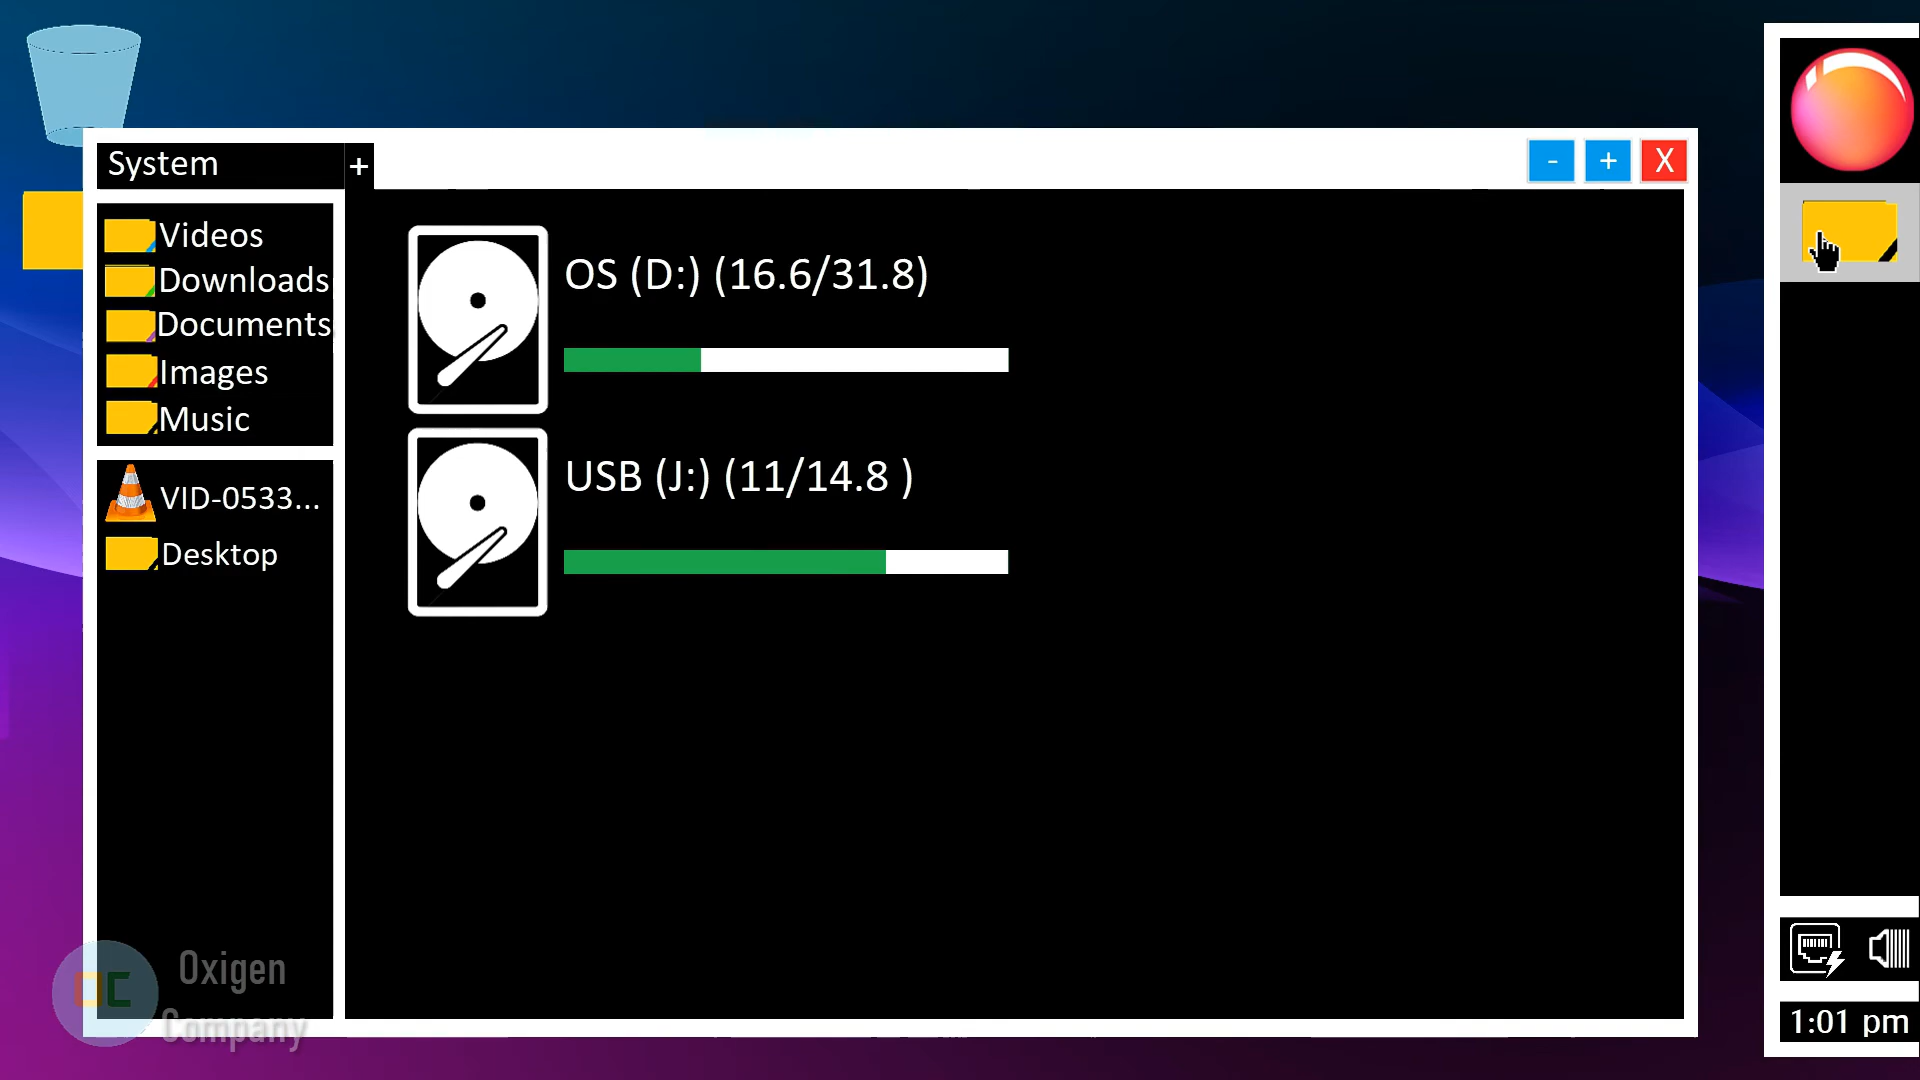 System +
- + X
Videos
Downloads
Documents
Images
Music
VID-0533...
Desktop
OS (D:) (16.6/31.8)
USB (J:) (11/14.8 )
OC
Oxigen
Company
1:01 pm